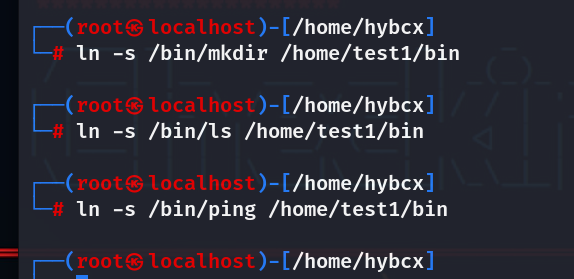 ┌──(root㉿localhost)-[/home/hybcx]
└─# ln -s /bin/mkdir /home/test1/bin
┌──(root㉿localhost)-[/home/hybcx]
└─# ln -s /bin/ls /home/test1/bin
┌──(root㉿localhost)-[/home/hybcx]
└─# ln -s /bin/ping /home/test1/bin
┌──(root㉿localhost)-[/home/hybcx]